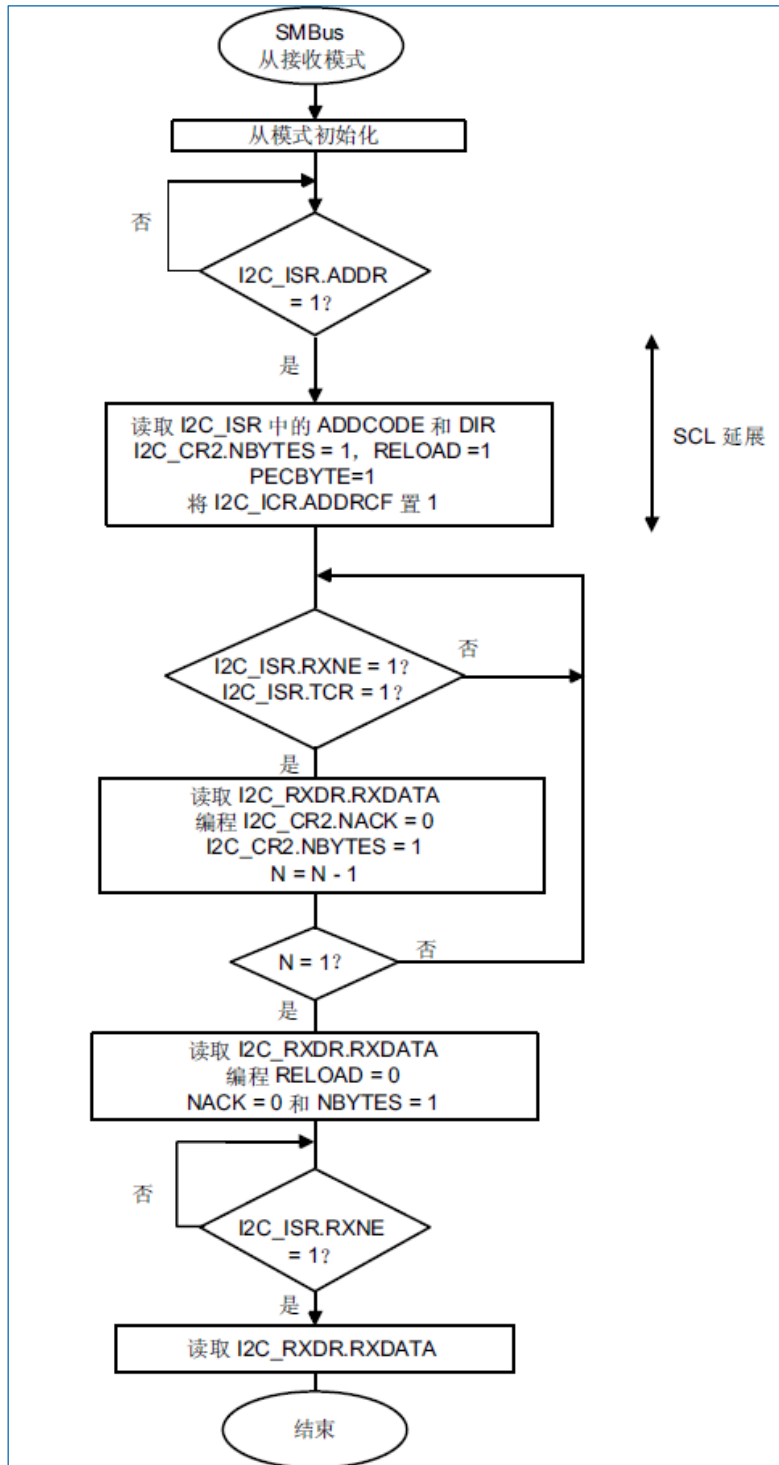 SMBus
从接收模式
从模式初始化
否
I2C_ISR.ADDR
= 1?
是
读取 I2C_ISR 中的 ADDCODE 和 DIR
I2C_CR2.NBYTES = 1, RELOAD =1
PECBYTE=1
将 I2C_ICR.ADDRCF 置 1
SCL 延展
I2C_ISR.RXNE = 1?
I2C_ISR.TCR = 1?
否
是
读取 I2C_RXDR.RXDATA
编程 I2C_CR2.NACK = 0
I2C_CR2.NBYTES = 1
N = N - 1
N = 1?
否
是
读取 I2C_RXDR.RXDATA
编程 RELOAD = 0
NACK = 0 和 NBYTES = 1
否
I2C_ISR.RXNE
= 1?
是
读取 I2C_RXDR.RXDATA
结束